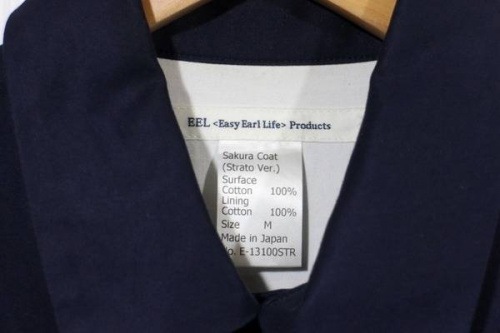 EEL <Easy Earl Life> Products
Sakura Coat
(Strato Ver.)
Surface
Cotton 100%
Lining
Cotton 100%
Size M
Made in Japan
No. E-13100STR